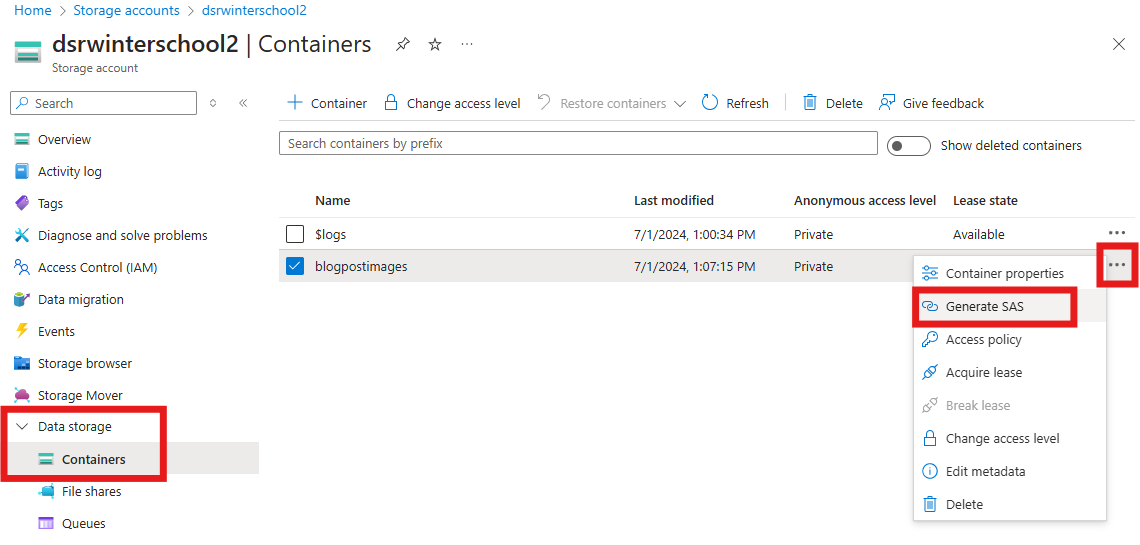 Home > Storage accounts > dsrwinterschool2
dsrwinterschool2 | Containers ...
Storage account
Search
Overview
Activity log
Tags
Diagnose and solve problems
Access Control (IAM)
Data migration
Events
Storage browser
Storage Mover
Data storage
Containers
File shares
Queues
+ Container Change access level Restore containers Refresh Delete Give feedback
Search containers by prefix Show deleted containers
Name Last modified Anonymous access level Lease state
$logs 7/1/2024, 1:00:34 PM Private Available ...
blogpostimages 7/1/2024, 1:07:15 PM Private ...
Container properties
Generate SAS
Access policy
Acquire lease
Break lease
Change access level
Edit metadata
Delete